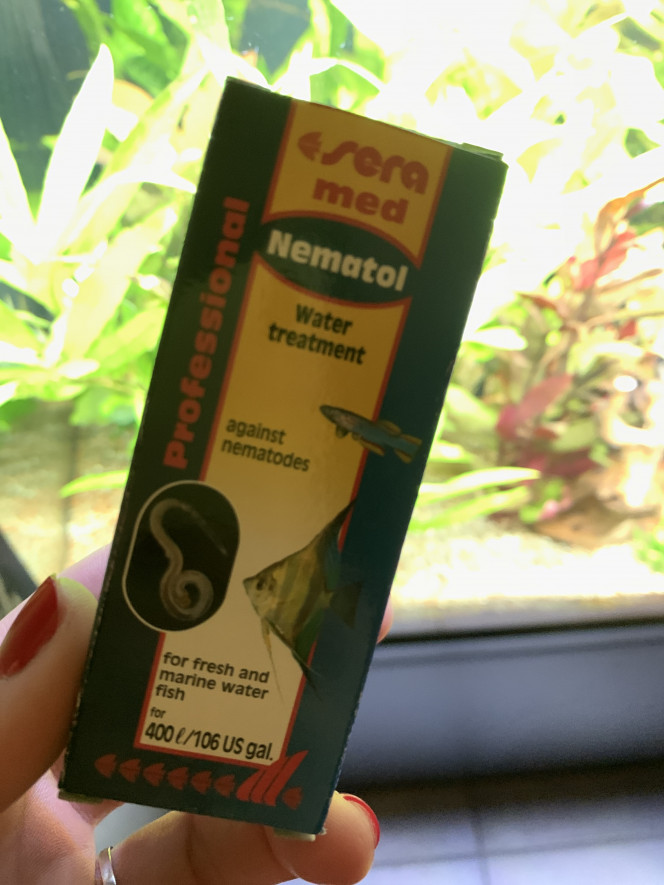 sera
med
Nematol
Professional
Water
treatment
against
nematodes
for fresh and
marine water
fish
for
400 ℓ/106 US gal.